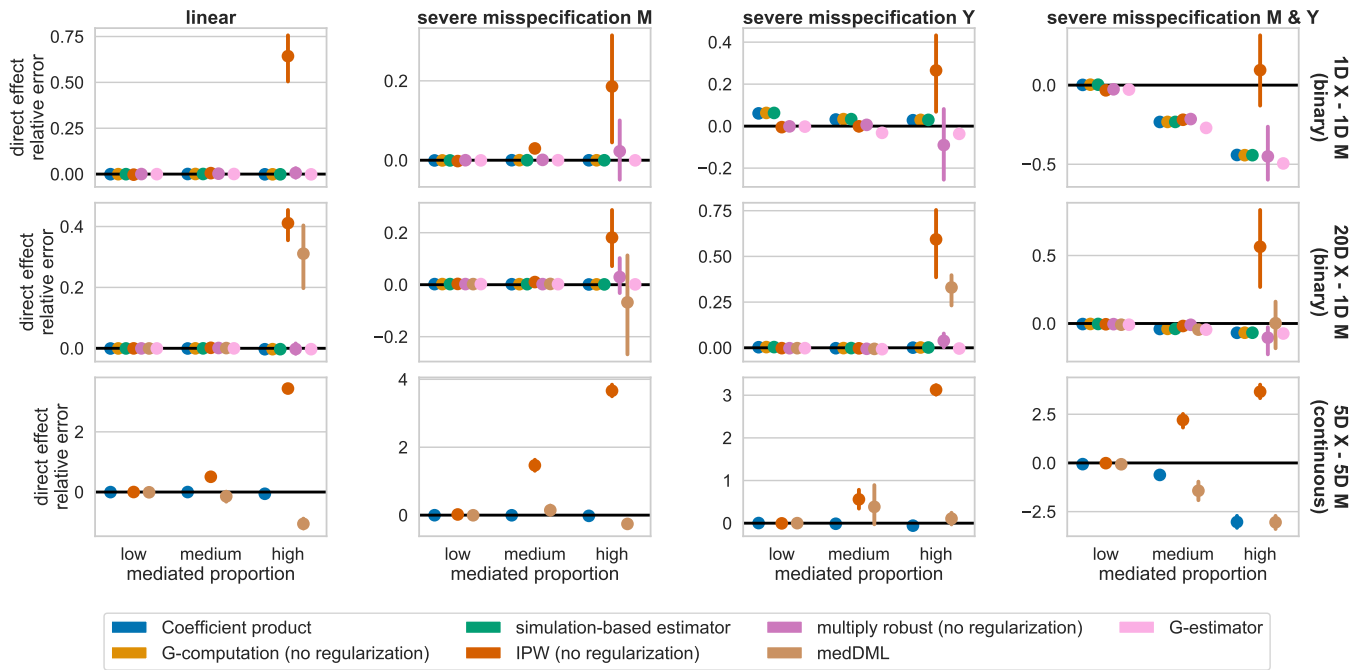 linear
severe misspecification M
severe misspecification Y
severe misspecification M & Y
direct effect
relative error
0.75
0.50
0.25
0.00
0.2
0.0
0.4
0.2
0.0
−0.2
0.0
−0.5
1D X - 1D M
(binary)
direct effect
relative error
0.4
0.2
0.0
0.2
0.0
−0.2
0.75
0.50
0.25
0.00
0.5
0.0
20D X - 1D M
(binary)
direct effect
relative error
2
0
4
2
0
3
2
1
0
2.5
0.0
−2.5
5D X - 5D M
(continuous)
low medium high
mediated proportion
low medium high
mediated proportion
low medium high
mediated proportion
low medium high
mediated proportion
Coefficient product
G-computation (no regularization)
simulation-based estimator
IPW (no regularization)
multiply robust (no regularization)
medDML
G-estimator